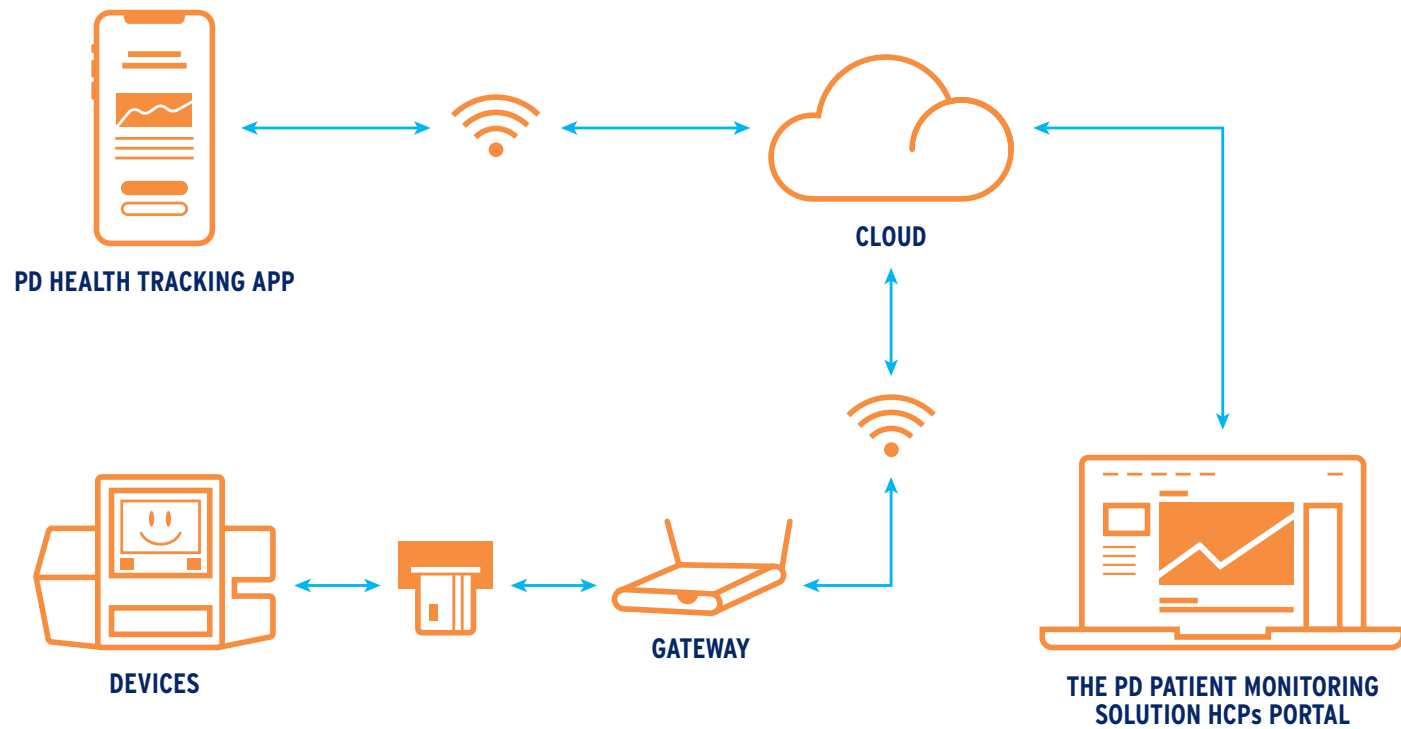 PD HEALTH TRACKING APP
CLOUD
DEVICES
GATEWAY
THE PD PATIENT MONITORING
SOLUTION HCPs PORTAL